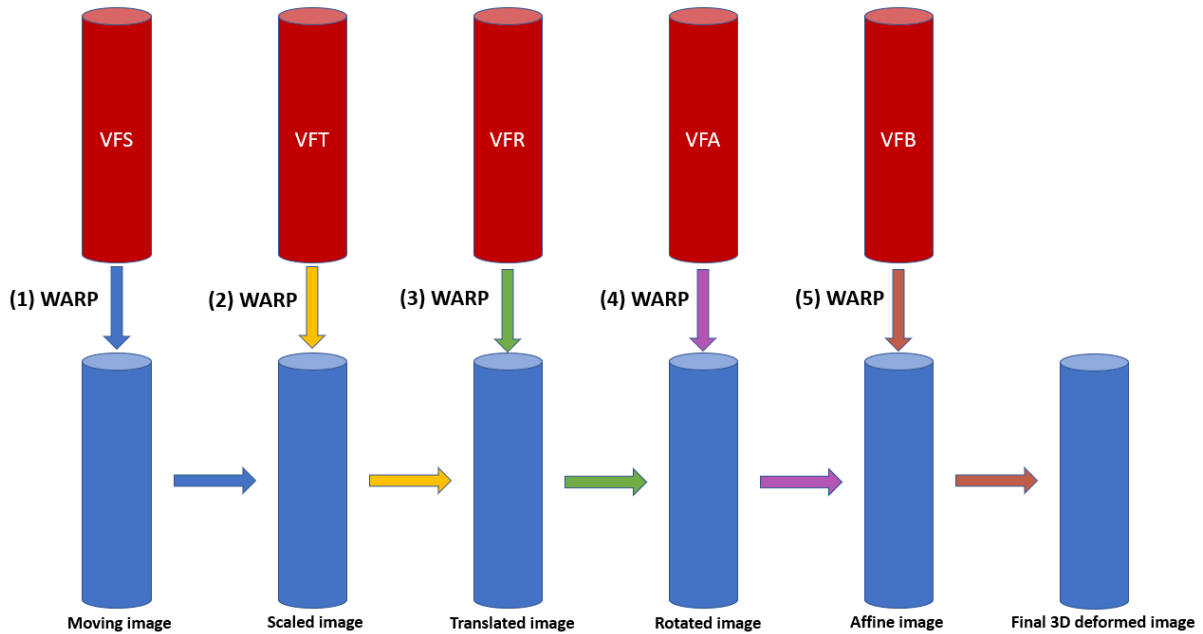 VFS
VFT
VFR
VFA
VFB
(1) WARP
(2) WARP
(3) WARP
(4) WARP
(5) WARP
Moving image
Scaled image
Translated image
Rotated image
Affine image
Final 3D deformed image